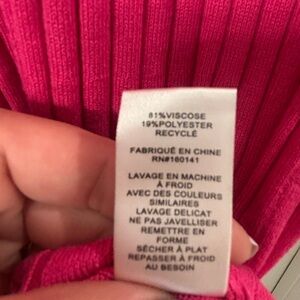 81%VISCOSE
19%POLYESTER
RECYCLÉ
FABRIQUÉ EN CHINE
RN#160141
LAVAGE EN MACHINE
À FROID
AVEC DES COULEURS
SIMILAIRES
LAVAGE DELICAT
NE PAS JAVELLISER
REMETTRE EN
FORME
SÉCHER À PLAT
REPASSER À FROID
AU BESOIN